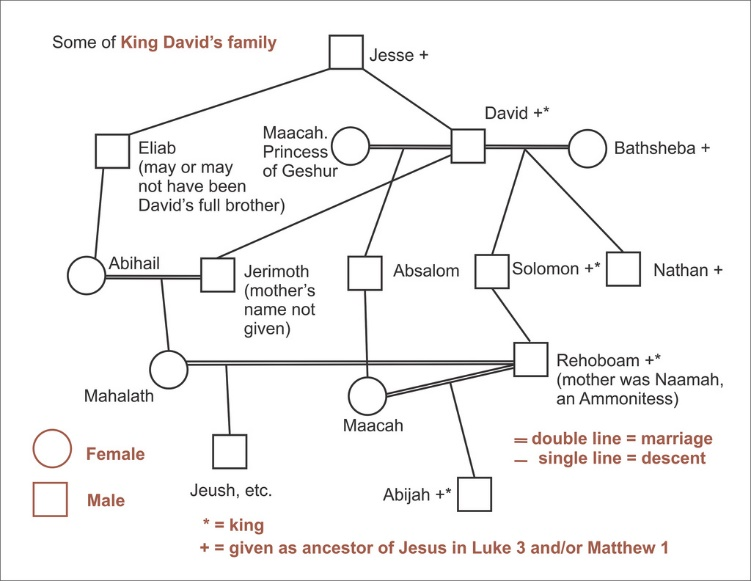 Some of King David's family
Jesse +
David +*
Maacah.
Princess
of Geshur
Bathsheba +
Eliab
(may or may
not have been
David's full brother)
Abihail
Jerimoth
(mother's
name not
given)
Absalom
Solomon +*
Nathan +
Mahalath
Rehoboam +*
(mother was Naamah,
an Ammonitess)
Maacah
Female
Male
= double line = marriage
– single line = descent
Jeush, etc.
Abijah +*
* = king
+ = given as ancestor of Jesus in Luke 3 and/or Matthew 1